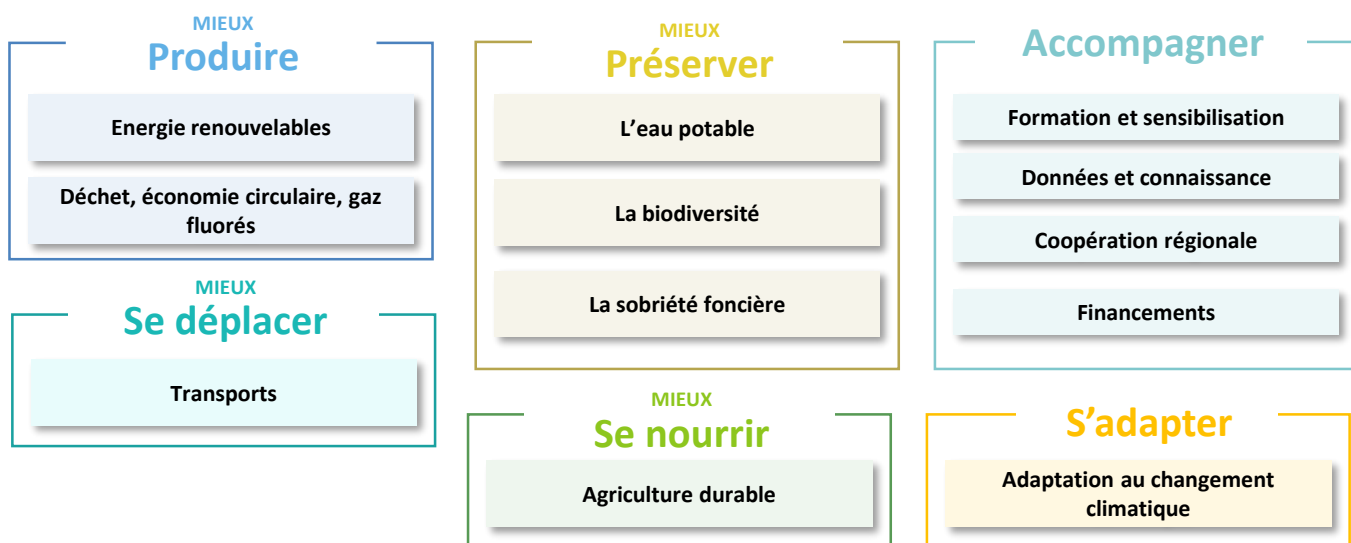 MIEUX
Produire
Energie renouvelables
Déchet, économie circulaire, gaz
fluorés
MIEUX
Se déplacer
Transports
MIEUX
Préserver
L’eau potable
La biodiversité
La sobriété foncière
MIEUX
Se nourrir
Agriculture durable
Accompagner
Formation et sensibilisation
Données et connaissance
Coopération régionale
Financements
S’adapter
Adaptation au changement
climatique